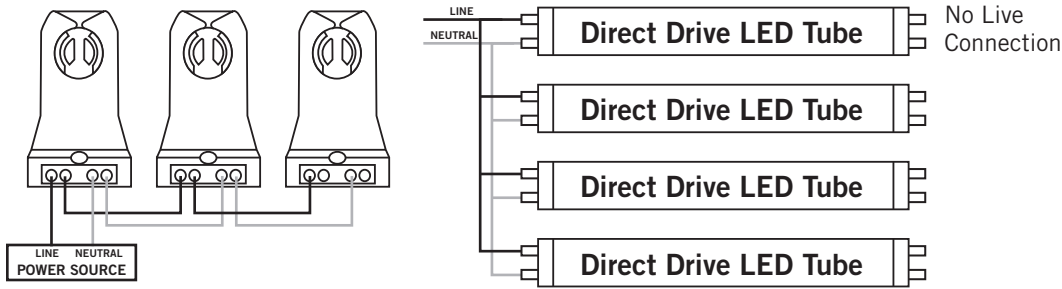 LINE
NEUTRAL
POWER SOURCE
LINE
NEUTRAL
Direct Drive LED Tube
No Live
Connection
Direct Drive LED Tube
Direct Drive LED Tube
Direct Drive LED Tube